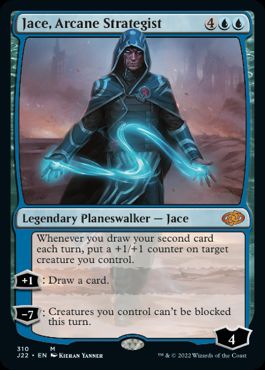 Jace, Arcane Strategist 4
Legendary Planeswalker — Jace
Whenever you draw your second card
each turn, put a +1/+1 counter on target
creature you control.
+1 : Draw a card.
-7 : Creatures you control can't be blocked
this turn.
4
310 M
J22 • EN KIERAN YANNER
™ & © 2022 Wizards of the Coast